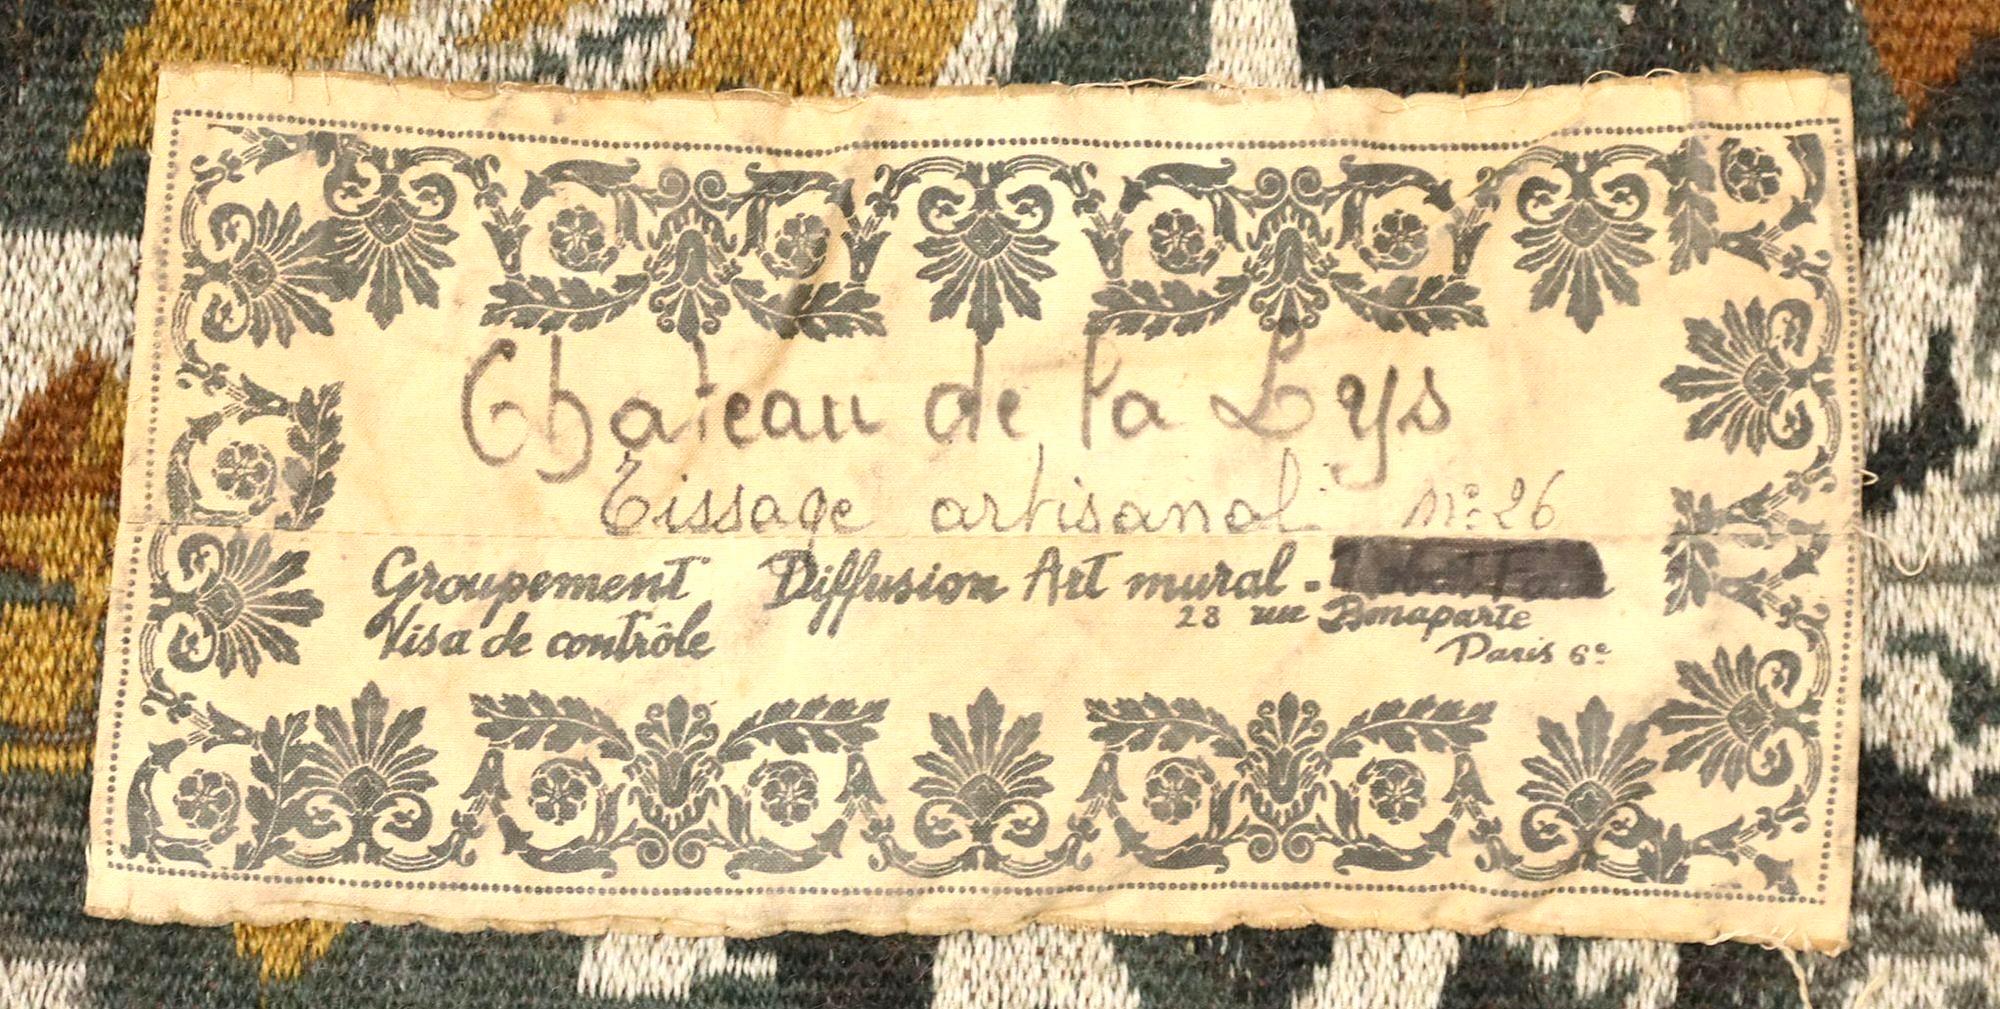 Chateau de la Lys
Tissage artisanal n° 26
Groupement Diffusion Art mural -
28 rue Bonaparte
Visa de contrôle
Paris 6e